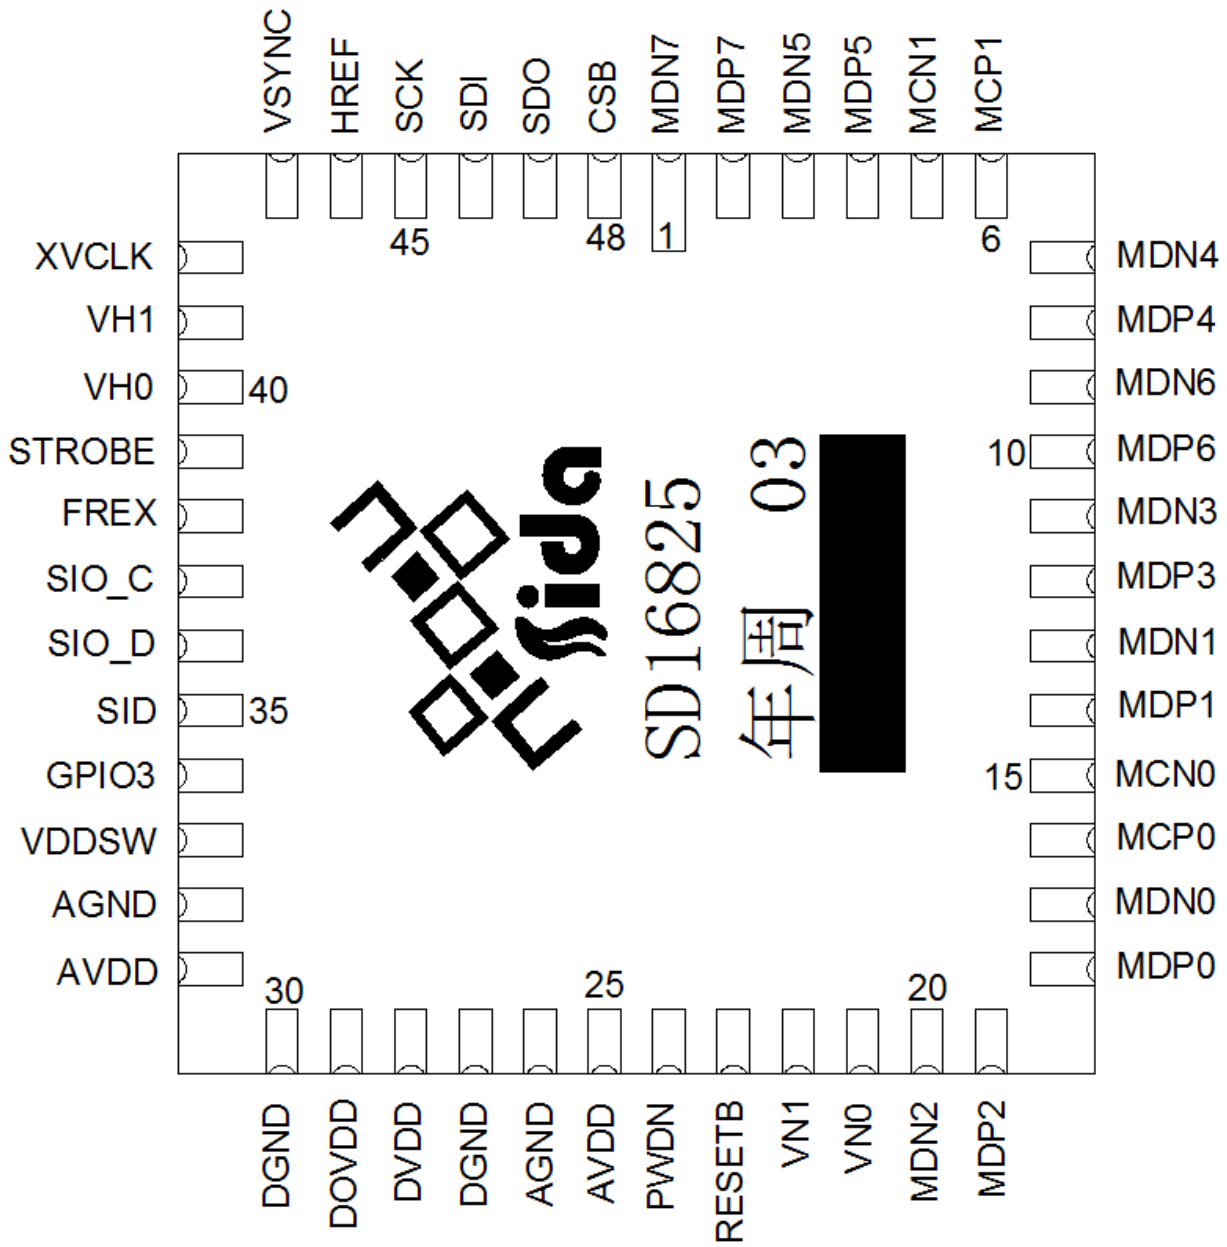 VSYNC
HREF
SCK
SDI
SDO
CSB
MDN7
MDP7
MDN5
MDP5
MCN1
MCP1
45
48
1
6
XVCLK
VH1
VH0
40
STROBE
FREX
SIO_C
SIO_D
SID
35
GPIO3
VDDSW
AGND
AVDD
Sida
SD16825
年周 03
MDN4
MDP4
MDN6
10
MDP6
MDN3
MDP3
MDN1
MDP1
15
MCN0
MCP0
MDN0
MDP0
30
25
20
DGND
DOVDD
DVDD
DGND
AGND
AVDD
PWDN
RESETB
VN1
VN0
MDN2
MDP2